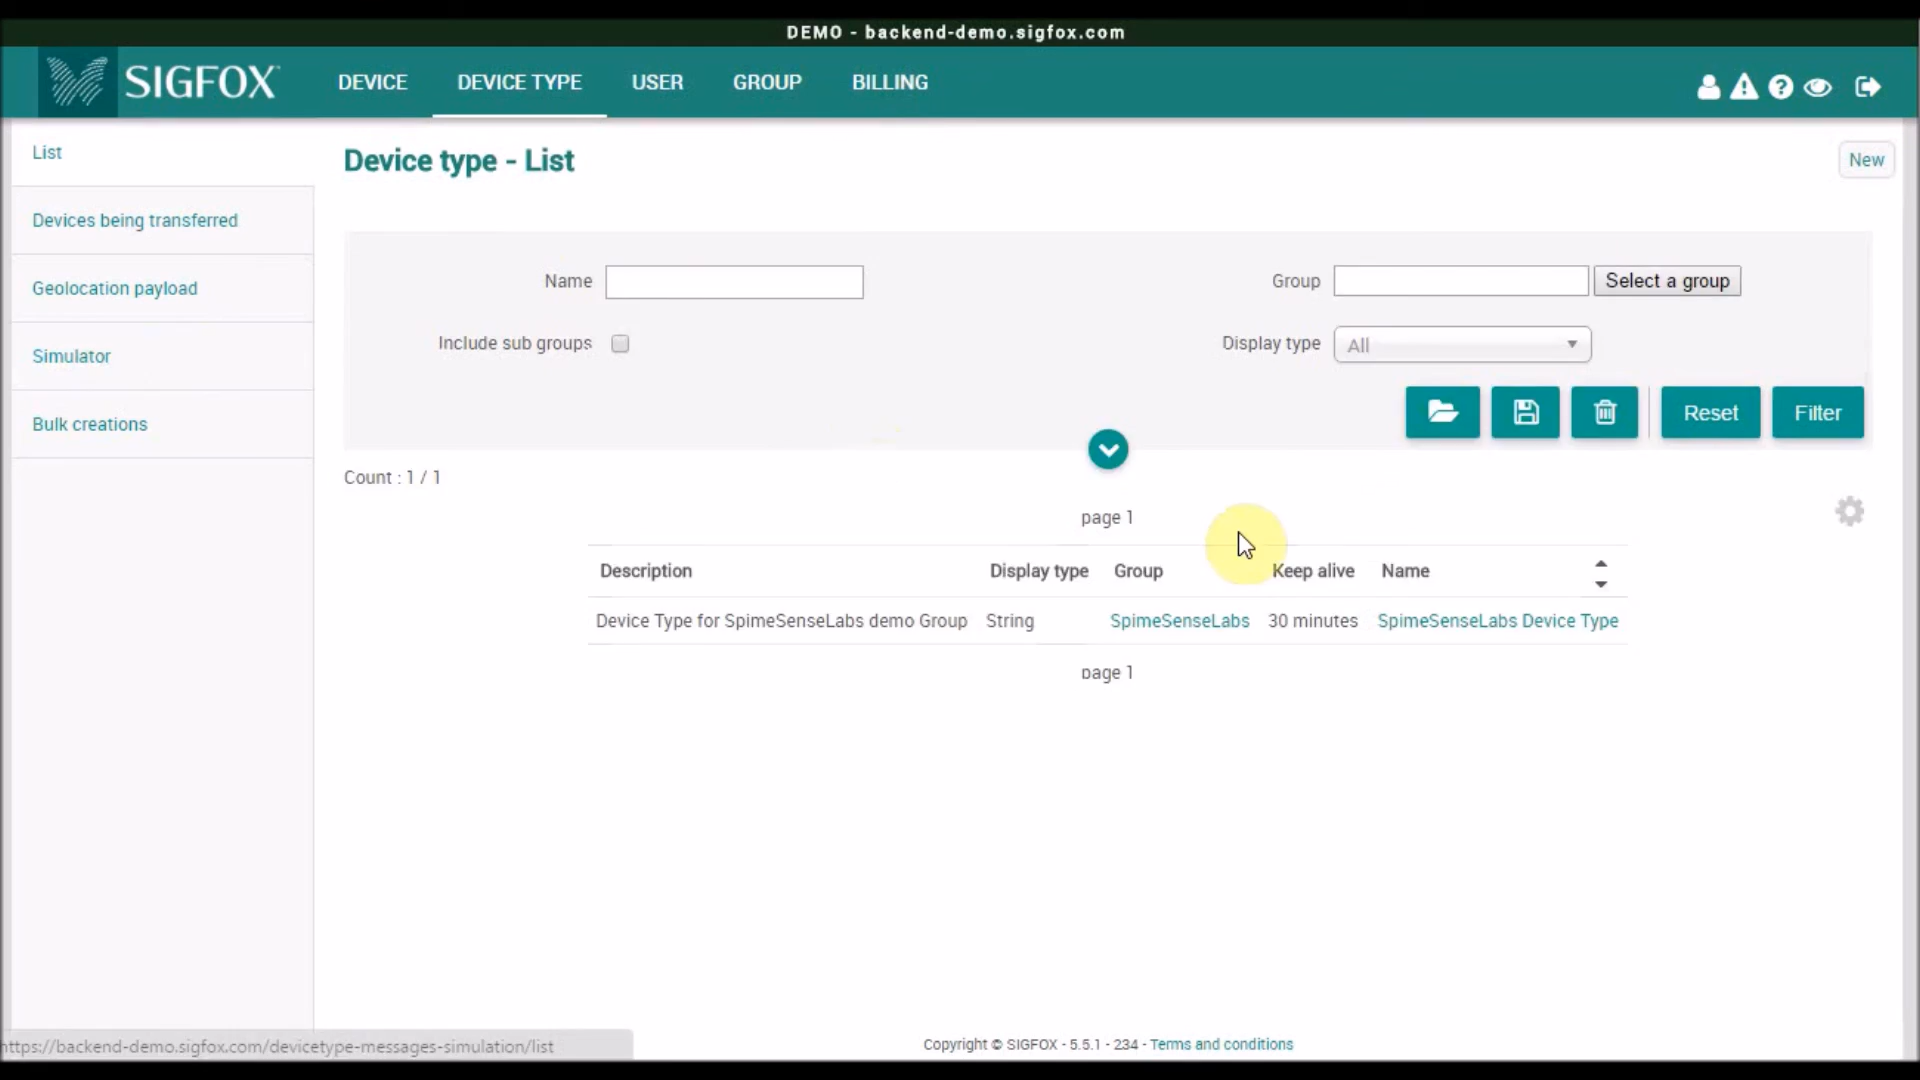 DEMO - backend-demo.sigfox.com
SIGFOX DEVICE DEVICE TYPE USER GROUP BILLING
List
Devices being transferred
Geolocation payload
Simulator
Bulk creations
Device type - List
New
Name
Group Select a group
Include sub groups
Display type All
Reset Filter
Count : 1 / 1
page 1
Description Display type Group Keep alive Name
Device Type for SpimeSenseLabs demo Group String SpimeSenseLabs 30 minutes SpimeSenseLabs Device Type
page 1
https://backend-demo.sigfox.com/devicetype-messages-simulation/list
Copyright © SIGFOX - 5.5.1 - 234 - Terms and conditions